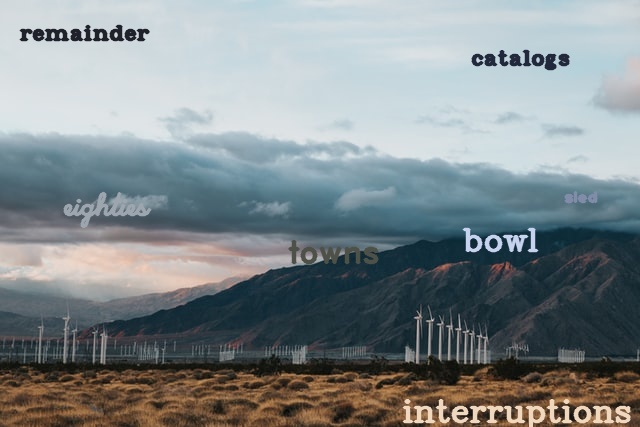 remainder
catalogs
eighties
sled
bowl
towns
interruptions